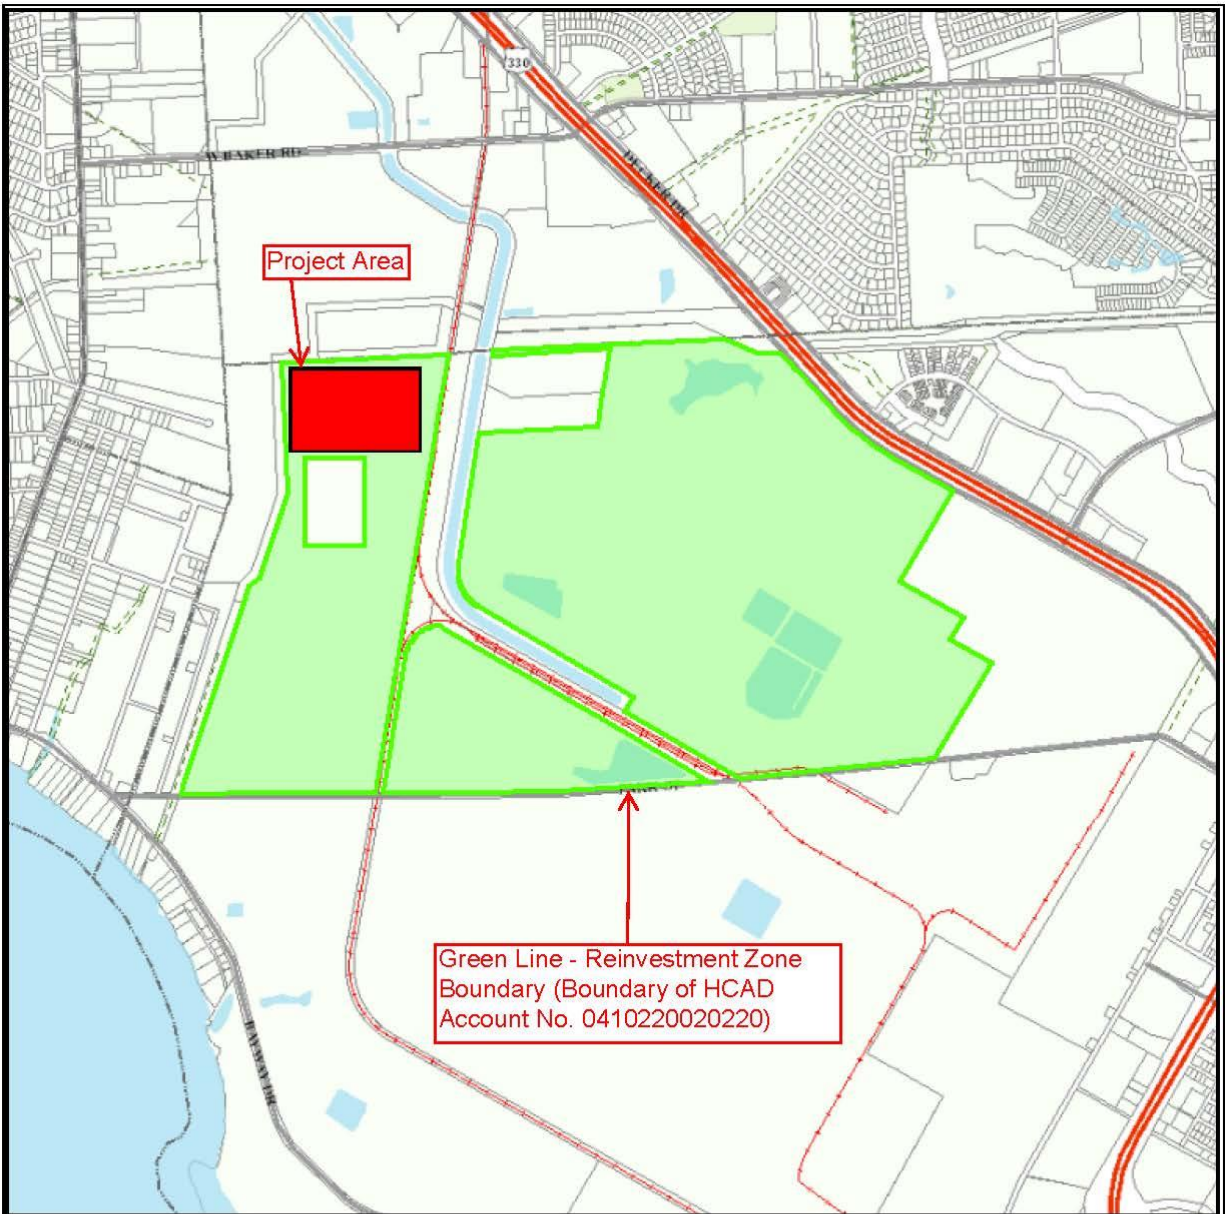 330
W BAKER RD
DECKER DR
Project Area
Green Line - Reinvestment Zone
Boundary (Boundary of HCAD
Account No. 0410220020220)
BAYWAY DR